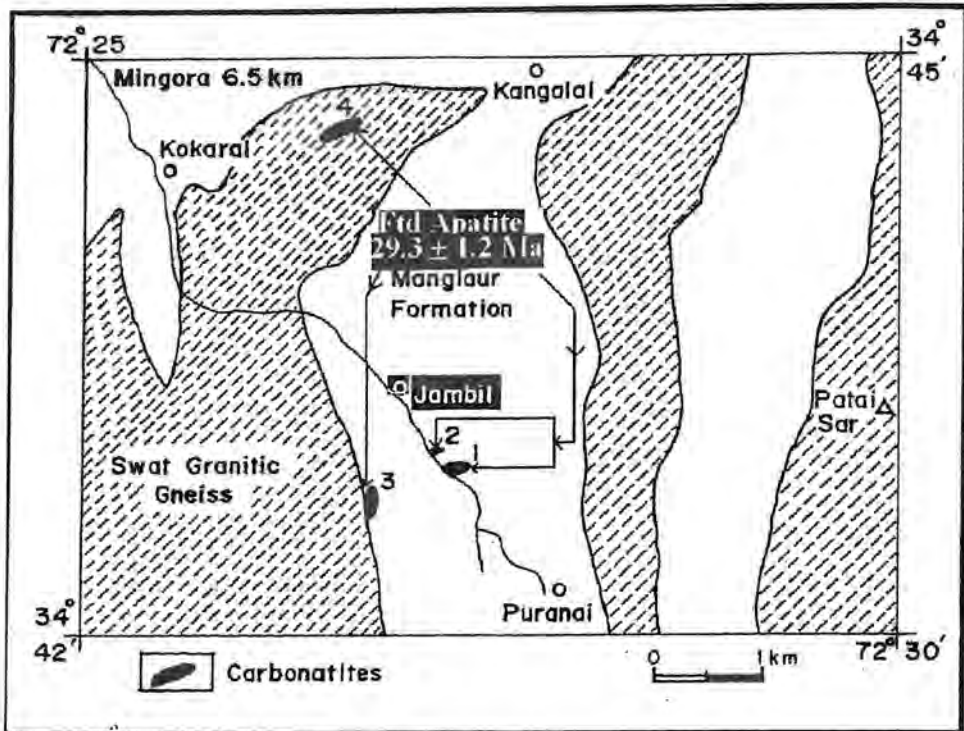 72° 25
34°
45′
Mingora 6.5 km
Kangalai
4
Kokarai
Ftd Apatite
29.3 ± 1.2 Ma
Manglaur
Formation
Jambil
Patai
Sar
2
1
Swat Granitic
Gneiss
3
Puranai
34°
42′
Carbonatites
0 1 km
72° 30′